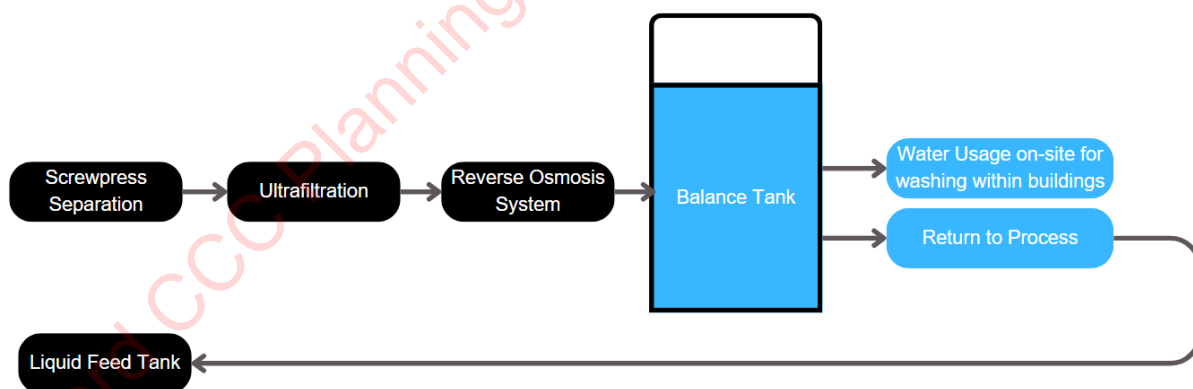 Screwpress
Separation
Ultrafiltration
Reverse Osmosis
System
Balance Tank
Water Usage on-site for
washing within buildings
Return to Process
Liquid Feed Tank
CCC Planning